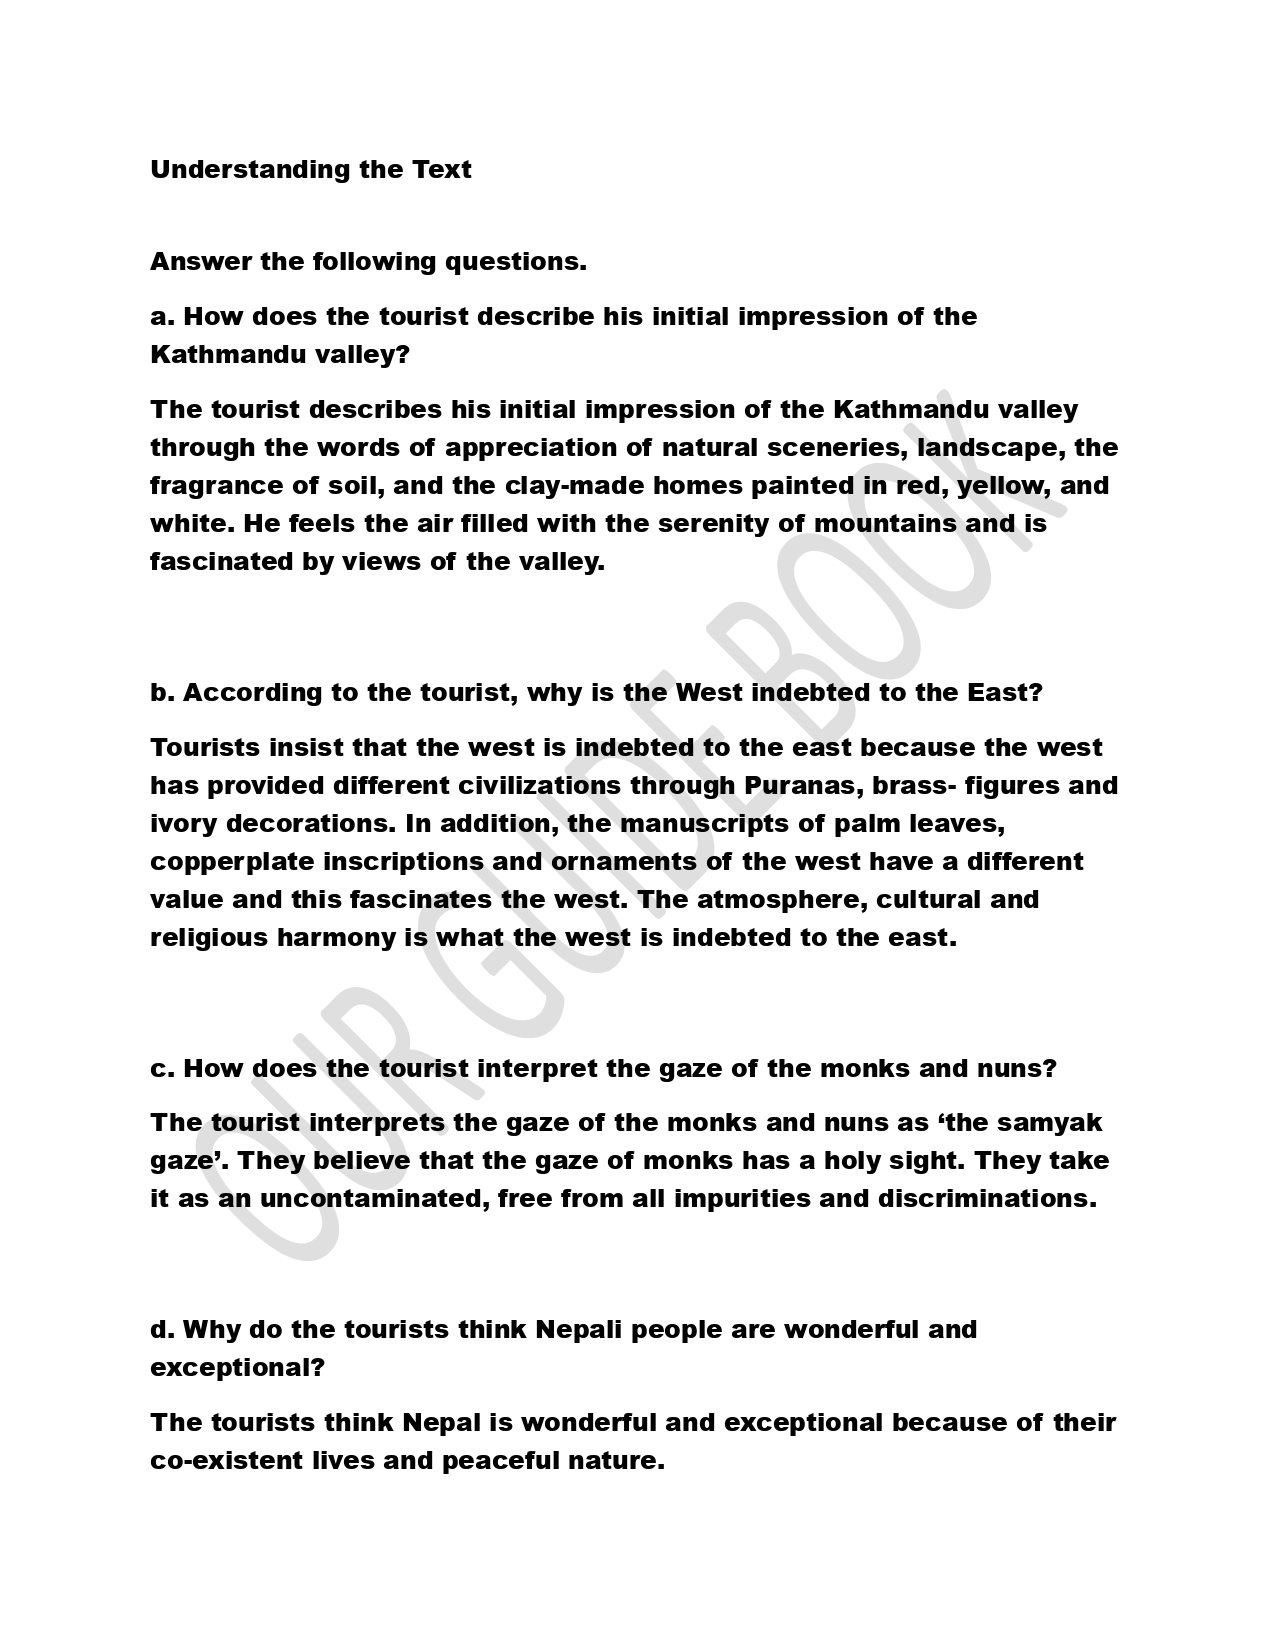 Understanding the Text
Answer the following questions.
a. How does the tourist describe his initial impression of the
Kathmandu valley?
The tourist describes his initial impression of the Kathmandu valley
through the words of appreciation of natural sceneries, landscape, the
fragrance of soil, and the clay-made homes painted in red, yellow, and
white. He feels the air filled with the serenity of mountains and is
fascinated by views of the valley.
b. According to the tourist, why is the West indebted to the East?
Tourists insist that the west is indebted to the east because the west
has provided different civilizations through Puranas, brass- figures and
ivory decorations. In addition, the manuscripts of palm leaves,
copperplate inscriptions and ornaments of the west have a different
value and this fascinates the west. The atmosphere, cultural and
religious harmony is what the west is indebted to the east.
c. How does the tourist interpret the gaze of the monks and nuns?
The tourist interprets the gaze of the monks and nuns as ‘the samyak
gaze’. They believe that the gaze of monks has a holy sight. They take
it as an uncontaminated, free from all impurities and discriminations.
d. Why do the tourists think Nepali people are wonderful and
exceptional?
The tourists think Nepal is wonderful and exceptional because of their
co-existent lives and peaceful nature.
OUR GUIDE BOOK